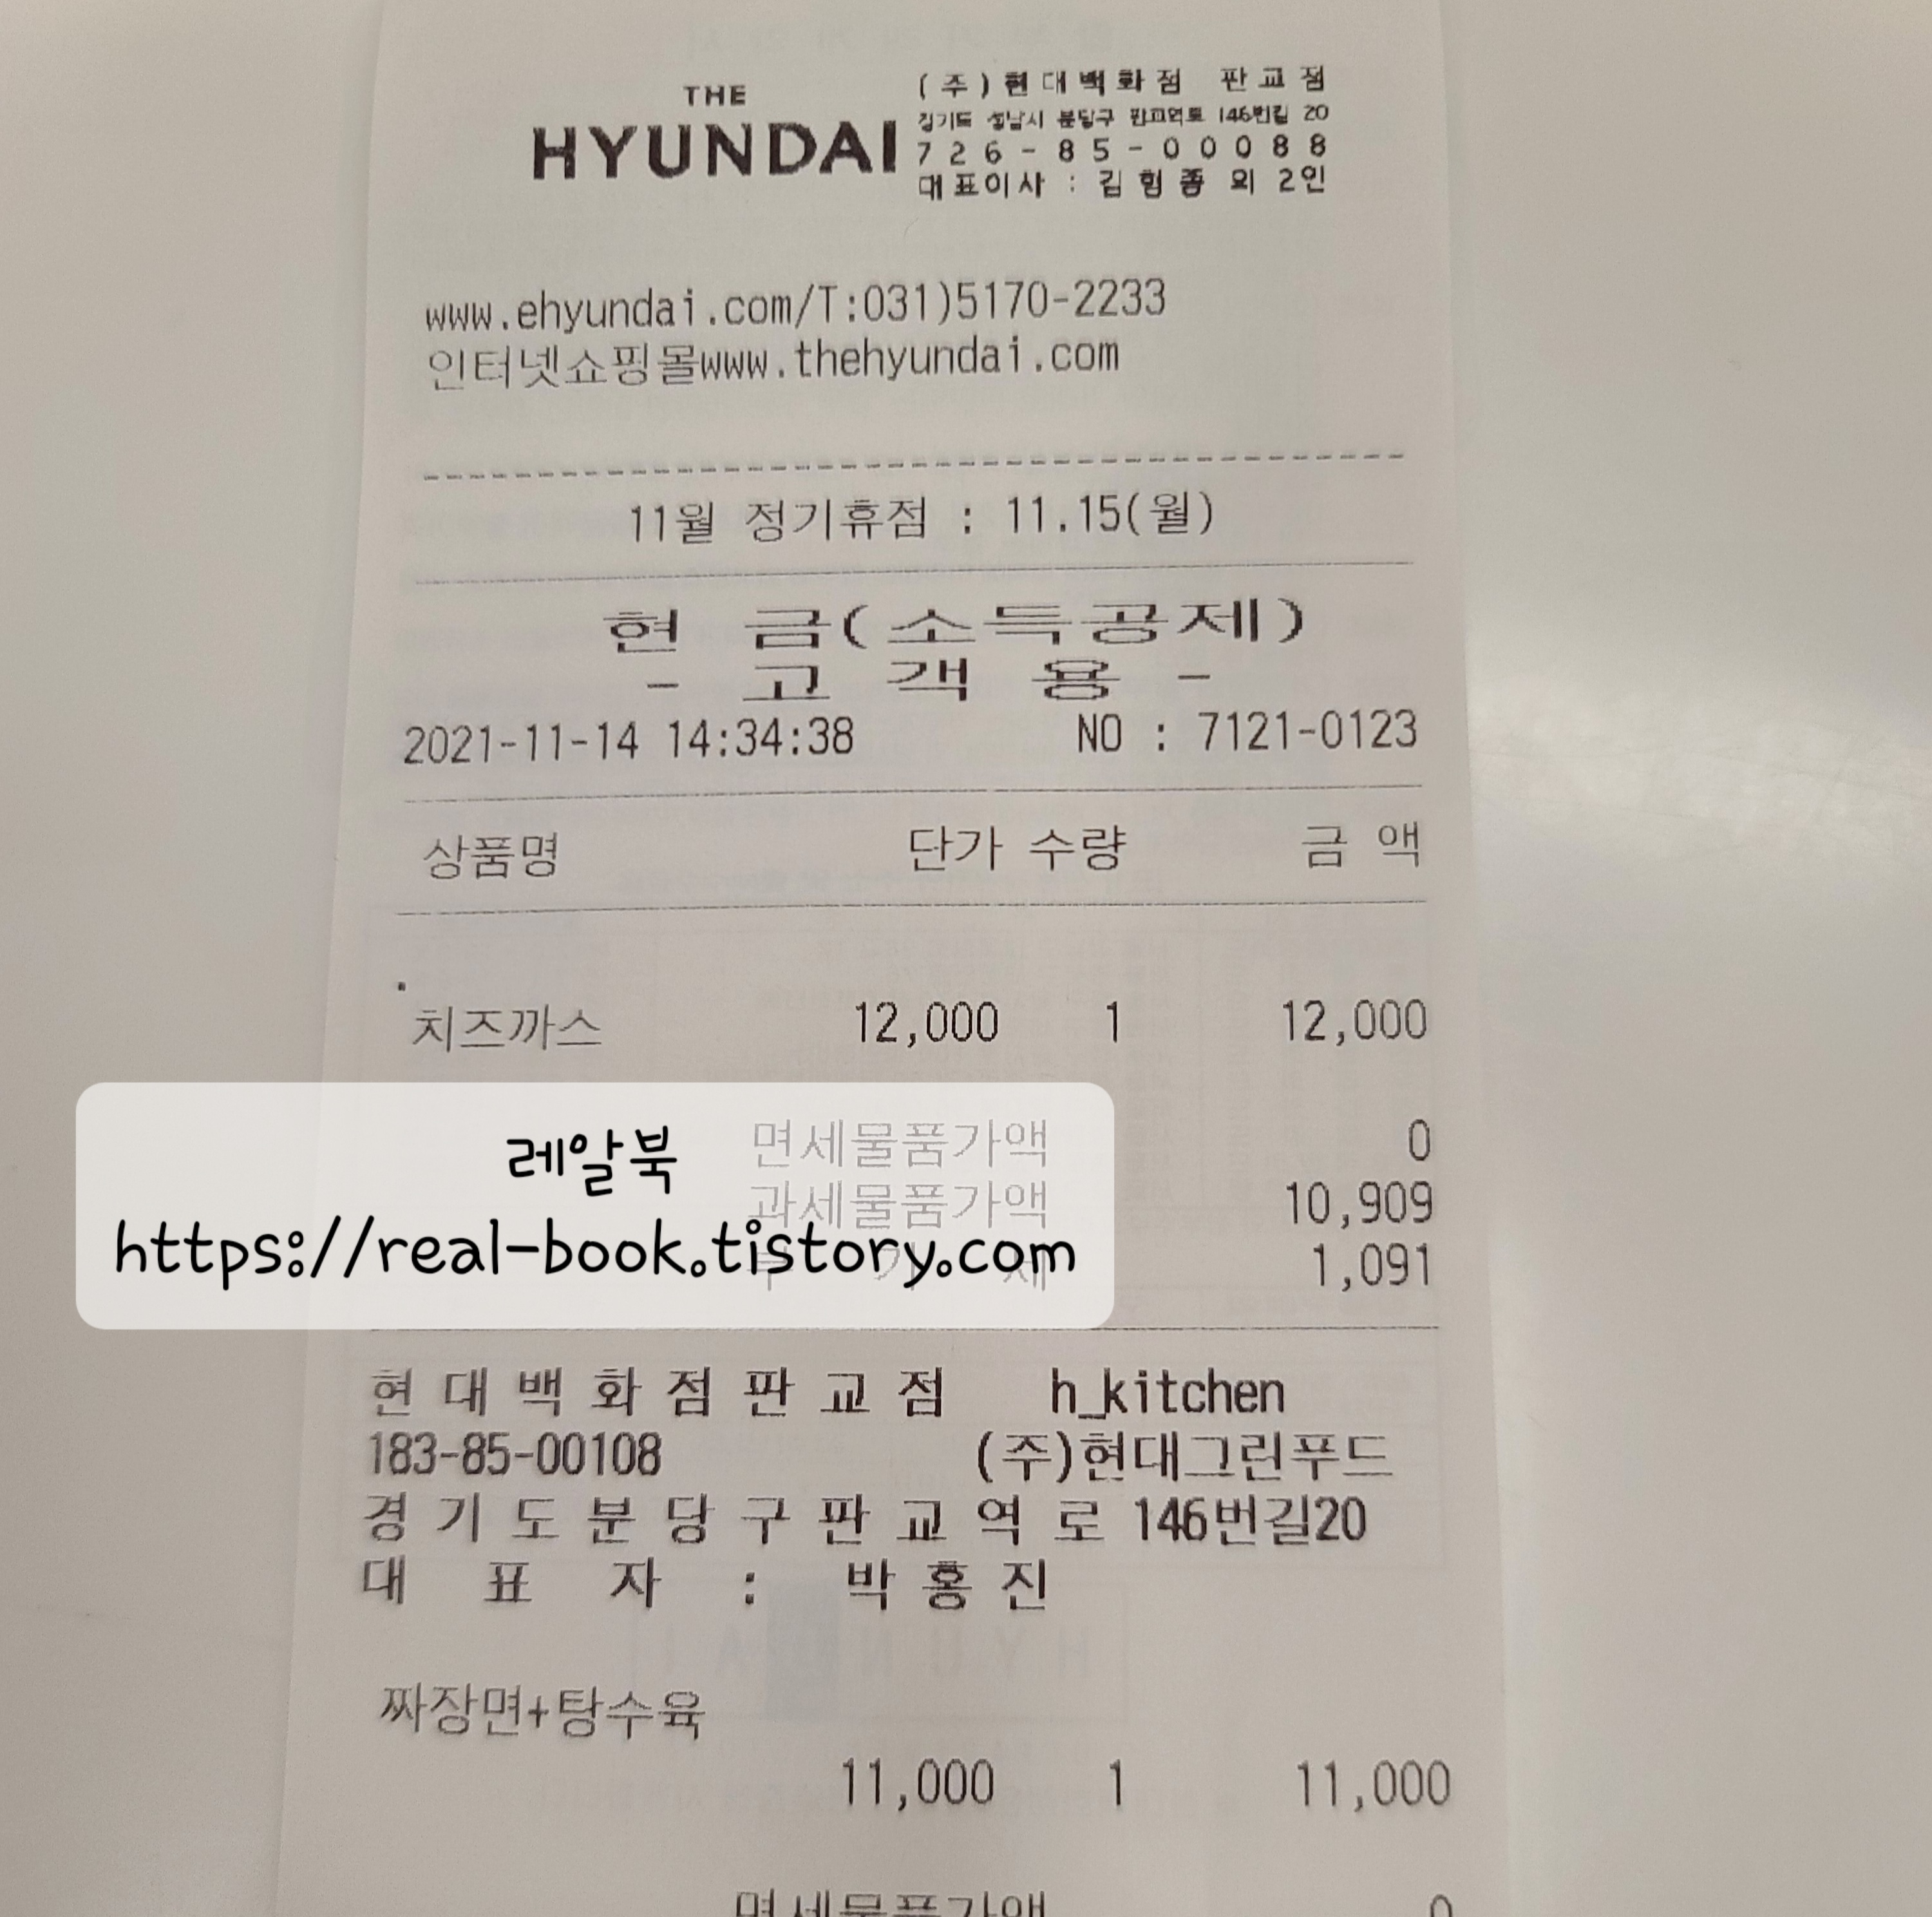 THE
HYUNDAI
(주)현대백화점 판교점
경기도 성남시 분당구 판교역로 146번길 20
726-85-00088
대표이사 : 김형종 외 2인
www.ehyundai.com/T:031)5170-2233
인터넷쇼핑몰www.thehyundai.com
11월 정기휴점 : 11.15(월)
현 금(소득공제)
- 고 객 용 -
2021-11-14 14:34:38 NO : 7121-0123
상품명 단가 수량 금 액
치즈까스 12,000 1 12,000
면세물품가액 0
과세물품가액 10,909
부 가 세 1,091
레알북
https://real-book.tistory.com
현대백화점판교점 h_kitchen
183-85-00108 (주)현대그린푸드
경기도분당구판교역로146번길20
대 표 자 : 박홍진
짜장면+탕수육
11,000 1 11,000
면세물품가액 0